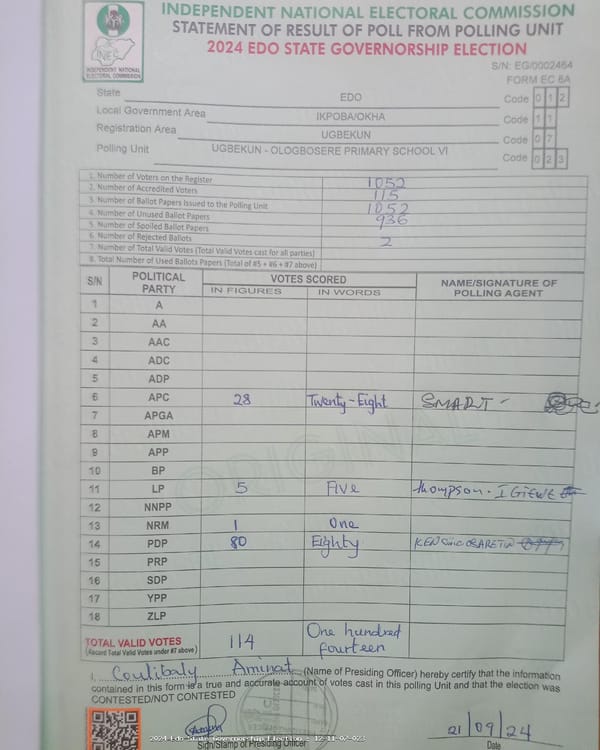 INDEPENDENT NATIONAL ELECTORAL COMMISSION
STATEMENT OF RESULT OF POLL FROM POLLING UNIT
2024 EDO STATE GOVERNORSHIP ELECTION
INEC
INDEPENDENT NATIONAL
ELECTORAL COMMISSION
S/N: EG/0002464
FORM EC 8A
State EDO Code 0 1 2
Local Government Area IKPOBA/OKHA Code 1 1
Registration Area UGBEKUN Code 0 7
Polling Unit UGBEKUN - OLOGBOSERE PRIMARY SCHOOL VI Code 0 2 3
1. Number of Voters on the Register 1052
2. Number of Accredited Voters 115
3. Number of Ballot Papers Issued to the Polling Unit 1052
4. Number of Unused Ballot Papers 936
5. Number of Spoiled Ballot Papers
6. Number of Rejected Ballots 2
7. Number of Total Valid Votes (Total Valid Votes cast for all parties)
8. Total Number of Used Ballots Papers (Total of #5 + #6 + #7 above)
S/N POLITICAL PARTY VOTES SCORED NAME/SIGNATURE OF POLLING AGENT
IN FIGURES IN WORDS
1 A
2 AA
3 AAC
4 ADC
5 ADP
6 APC 28 Twenty-Eight SMART -
7 APGA
8 APM
9 APP
10 BP
11 LP 5 Five thompson. IGIEWE
12 NNPP
13 NRM 1 One
14 PDP 80 Eighty
15 PRP
16 SDP
17 YPP
18 ZLP
TOTAL VALID VOTES 114 One hundred fourteen
(Record Total Valid Votes under #7 above)
I, Coulibaly Aminat (Name of Presiding Officer) hereby certify that the information
contained in this form is a true and accurate account of votes cast in this polling Unit and that the election was
CONTESTED/NOT CONTESTED
21/09/24
2024 Edo State Governorship Election - 12-11-07-023
Sign/Stamp of Presiding Officer Date
ORIGINAL